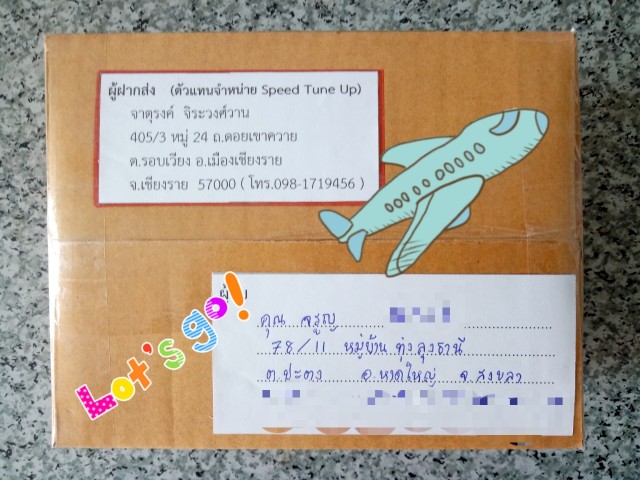 ผู้ฝากส่ง (ตัวแทนจำหน่าย Speed Tune Up)
จาตุรงค์ จิระวงศ์วาน
405/3 หมู่ 24 ถ.ดอยเขาควาย
ต.รอบเวียง อ.เมืองเชียงราย
จ.เชียงราย 57000 ( โทร.098-1719456 )
Let's go!
คุณ จรูญ
78/11 หมู่บ้าน ทุ่งลุงธานี
ต.ปะตง อ.หาดใหญ่ จ.สงขลา